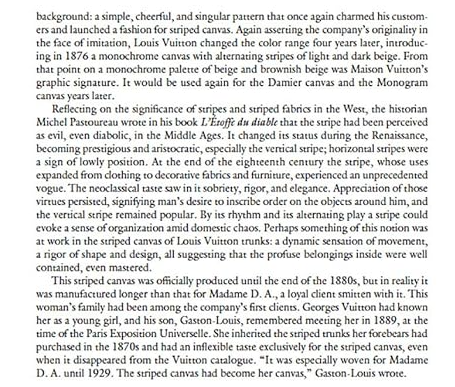 background: a simple, cheerful, and singular pattern that once again charmed his custom-
ers and launched a fashion for striped canvas. Again asserting the company's originality in
the face of imitation, Louis Vuitton changed the color range four years later, introduc-
ing in 1876 a monochrome canvas with alternating stripes of light and dark beige. From
that point on a monochrome palette of beige and brownish beige was Maison Vuitton's
graphic signature. It would be used again for the Damier canvas and the Monogram
canvas years later.
Reflecting on the significance of stripes and striped fabrics in the West, the historian
Michel Pastoureau wrote in his book L'Étoffe du diable that the stripe had been perceived
as evil, even diabolic, in the Middle Ages. It changed its status during the Renaissance,
becoming prestigious and aristocratic, especially the vertical stripe; horizontal stripes were
a sign of lowly position. At the end of the eighteenth century the stripe, whose uses
expanded from clothing to decorative fabrics and furniture, experienced an unprecedented
vogue. The neoclassical taste saw in it sobriety, rigor, and elegance. Appreciation of those
virtues persisted, signifying man's desire to inscribe order on the objects around him, and
the vertical stripe remained popular. By its rhythm and its alternating play a stripe could
evoke a sense of organization amid domestic chaos. Perhaps something of this notion was
at work in the striped canvas of Louis Vuitton trunks: a dynamic sensation of movement,
a rigor of shape and design, all suggesting that the profuse belongings inside were well
contained, even mastered.
This striped canvas was officially produced until the end of the 1880s, but in reality it
was manufactured longer than that for Madame D. A., a loyal client smitten with it. This
woman's family had been among the company's first clients. Georges Vuitton had known
her as a young girl, and his son, Gaston-Louis, remembered meeting her in 1889, at the
time of the Paris Exposition Universelle. She inherited the striped trunks her forebears had
purchased in the 1870s and had an inflexible taste exclusively for the striped canvas, even
when it disappeared from the Vuitton catalogue. "It was especially woven for Madame
D. A. until 1929. The striped canvas had become her canvas," Gaston-Louis wrote.